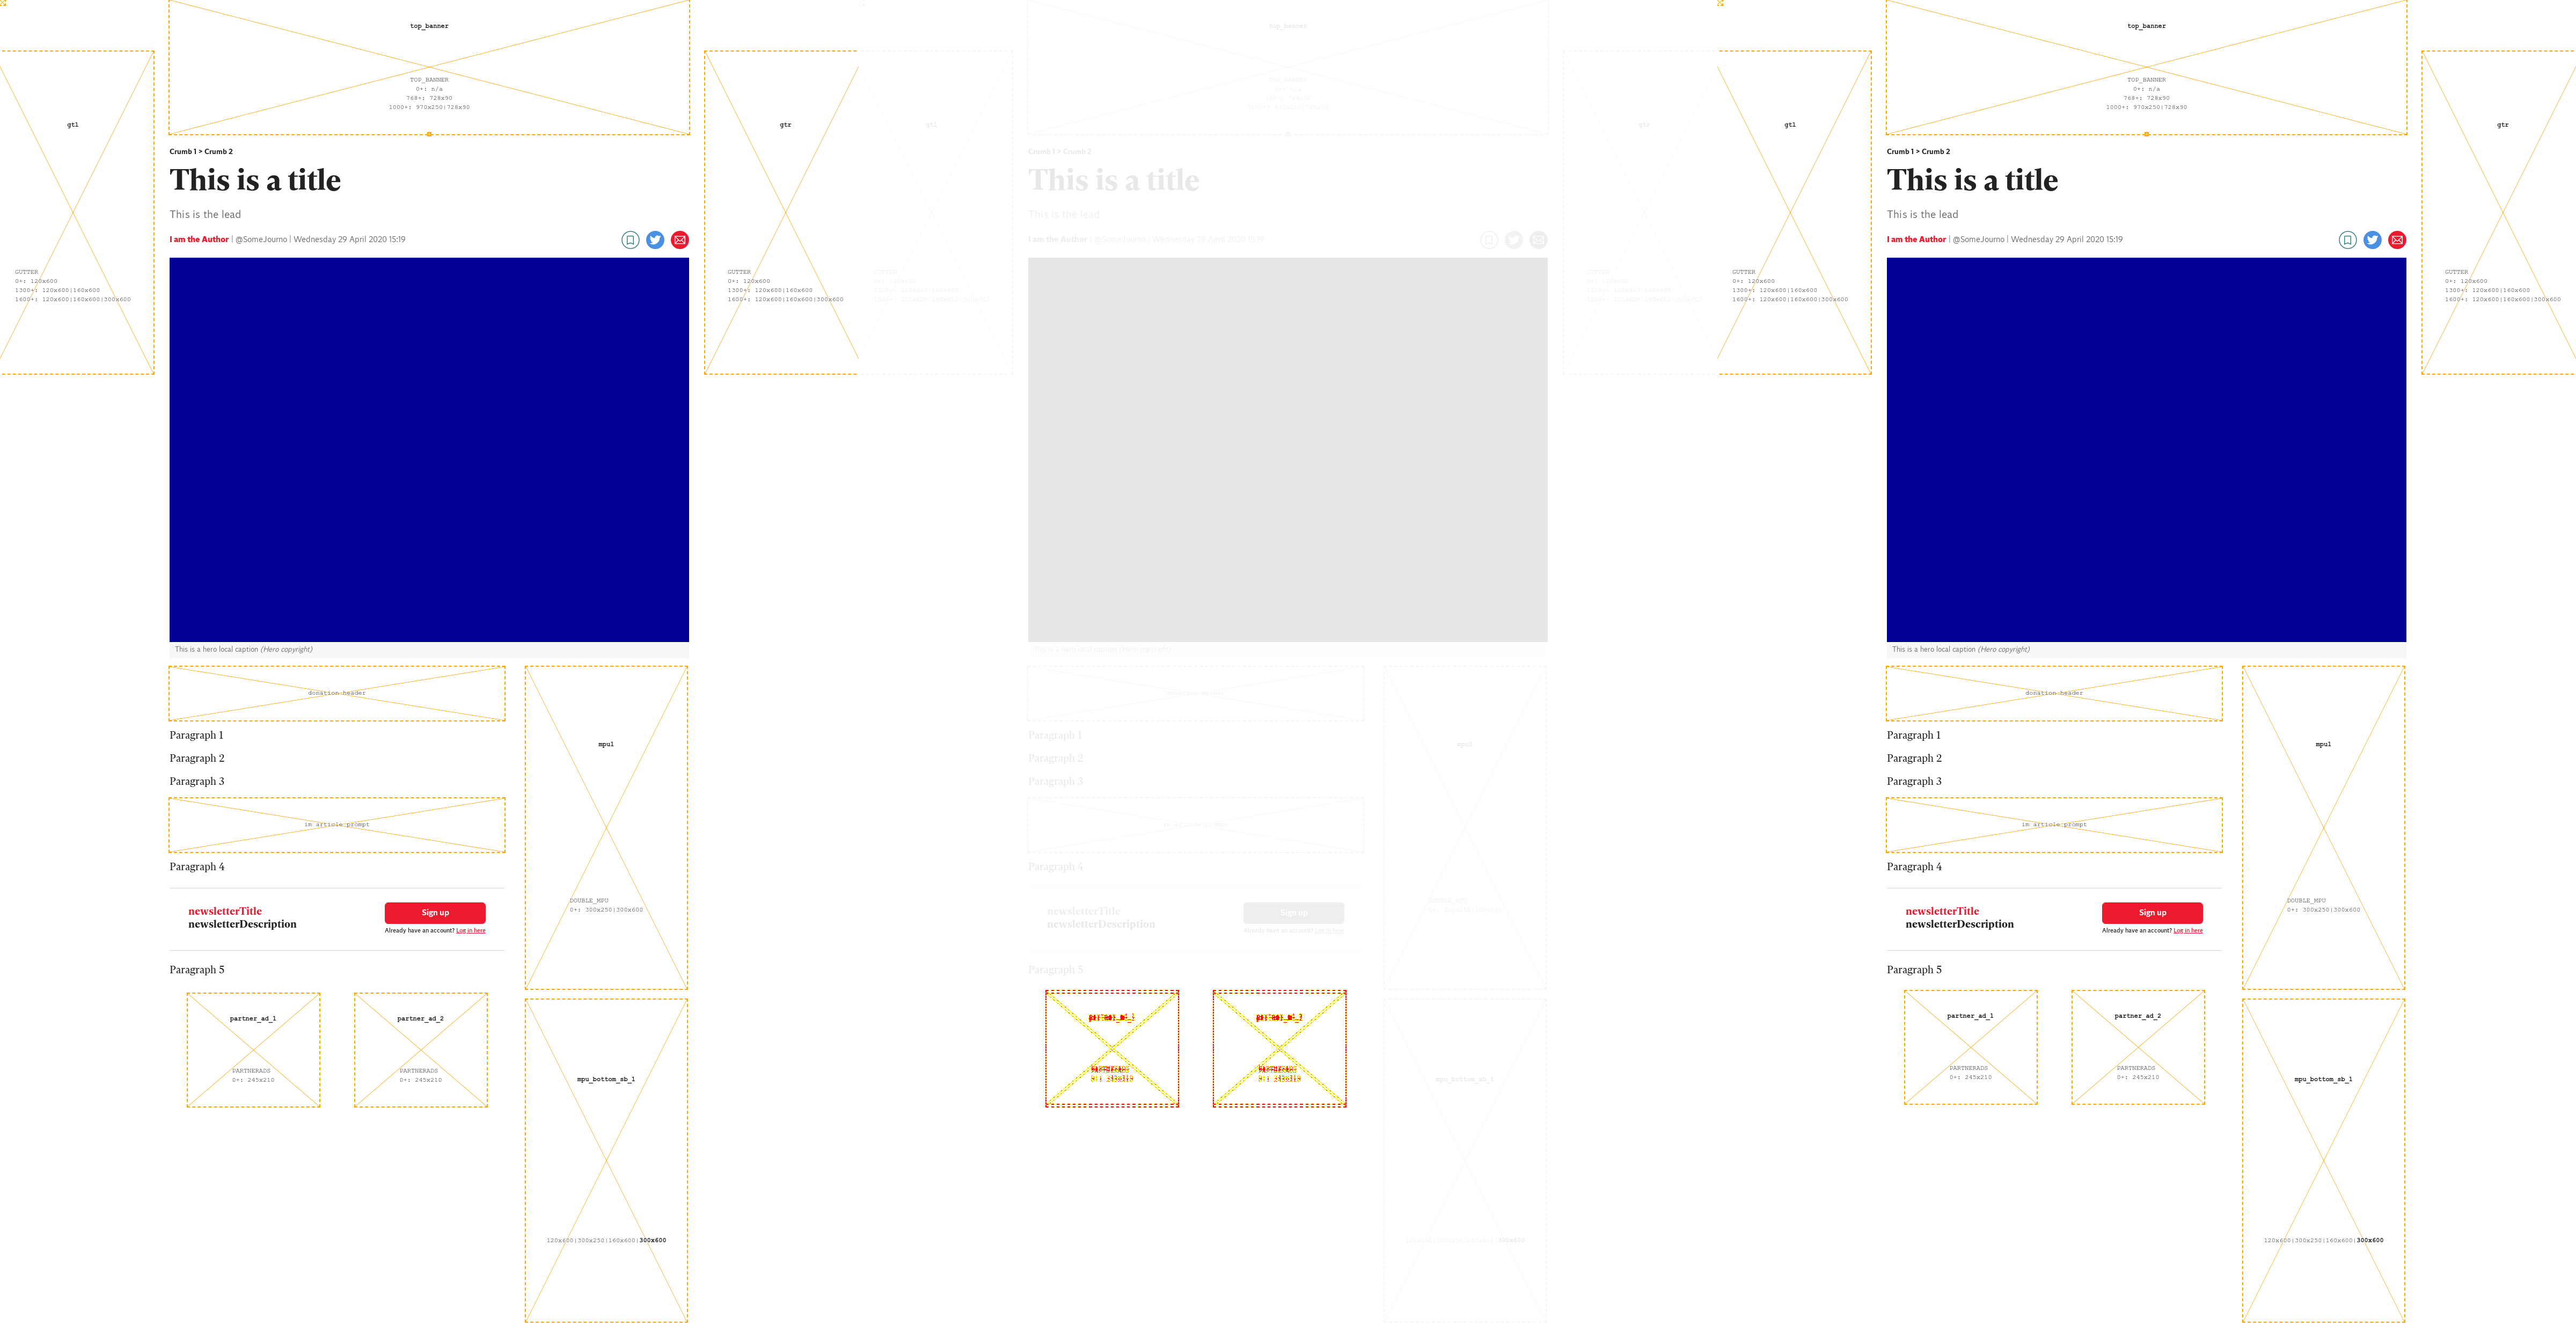 top_banner
TOP_BANNER
0+: n/a
768+: 728x90
1000+: 970x250|728x90
gtl
GUTTER
0+: 120x600
1300+: 120x600|160x600
1600+: 120x600|160x600|300x600
gtr
GUTTER
0+: 120x600
1300+: 120x600|160x600
1600+: 120x600|160x600|300x600
Crumb 1 > Crumb 2
This is a title
This is the lead
I am the Author | @SomeJourno | Wednesday 29 April 2020 15:19
This is a hero local caption (Hero copyright)
donation header
Paragraph 1
Paragraph 2
Paragraph 3
im article prompt
Paragraph 4
newsletterTitle
newsletterDescription
Sign up
Already have an account? Log in here
Paragraph 5
partner_ad_1
PARTNERADS
0+: 245x210
partner_ad_2
PARTNERADS
0+: 245x210
mpu1
DOUBLE_MPU
0+: 300x250|300x600
mpu_bottom_sb_1
120x600|300x250|160x600|300x600
top_banner
gtl
gtr
Crumb 1 > Crumb 2
This is a title
This is the lead
I am the Author | @SomeJourno | Wednesday 29 April 2020 15:19
This is a hero local caption (Hero copyright)
Paragraph 1
Paragraph 2
Paragraph 3
Paragraph 4
newsletterTitle
newsletterDescription
Sign up
Already have an account? Log in here
Paragraph 5
mpu1
mpu_bottom_sb_1
top_banner
TOP_BANNER
0+: n/a
768+: 728x90
1000+: 970x250|728x90
gtl
GUTTER
0+: 120x600
1300+: 120x600|160x600
1600+: 120x600|160x600|300x600
gtr
GUTTER
0+: 120x600
1300+: 120x600|160x600
1600+: 120x600|160x600|300x600
Crumb 1 > Crumb 2
This is a title
This is the lead
I am the Author | @SomeJourno | Wednesday 29 April 2020 15:19
This is a hero local caption (Hero copyright)
donation header
Paragraph 1
Paragraph 2
Paragraph 3
im article prompt
Paragraph 4
newsletterTitle
newsletterDescription
Sign up
Already have an account? Log in here
Paragraph 5
partner_ad_1
PARTNERADS
0+: 245x210
partner_ad_2
PARTNERADS
0+: 245x210
mpu1
DOUBLE_MPU
0+: 300x250|300x600
mpu_bottom_sb_1
120x600|300x250|160x600|300x600